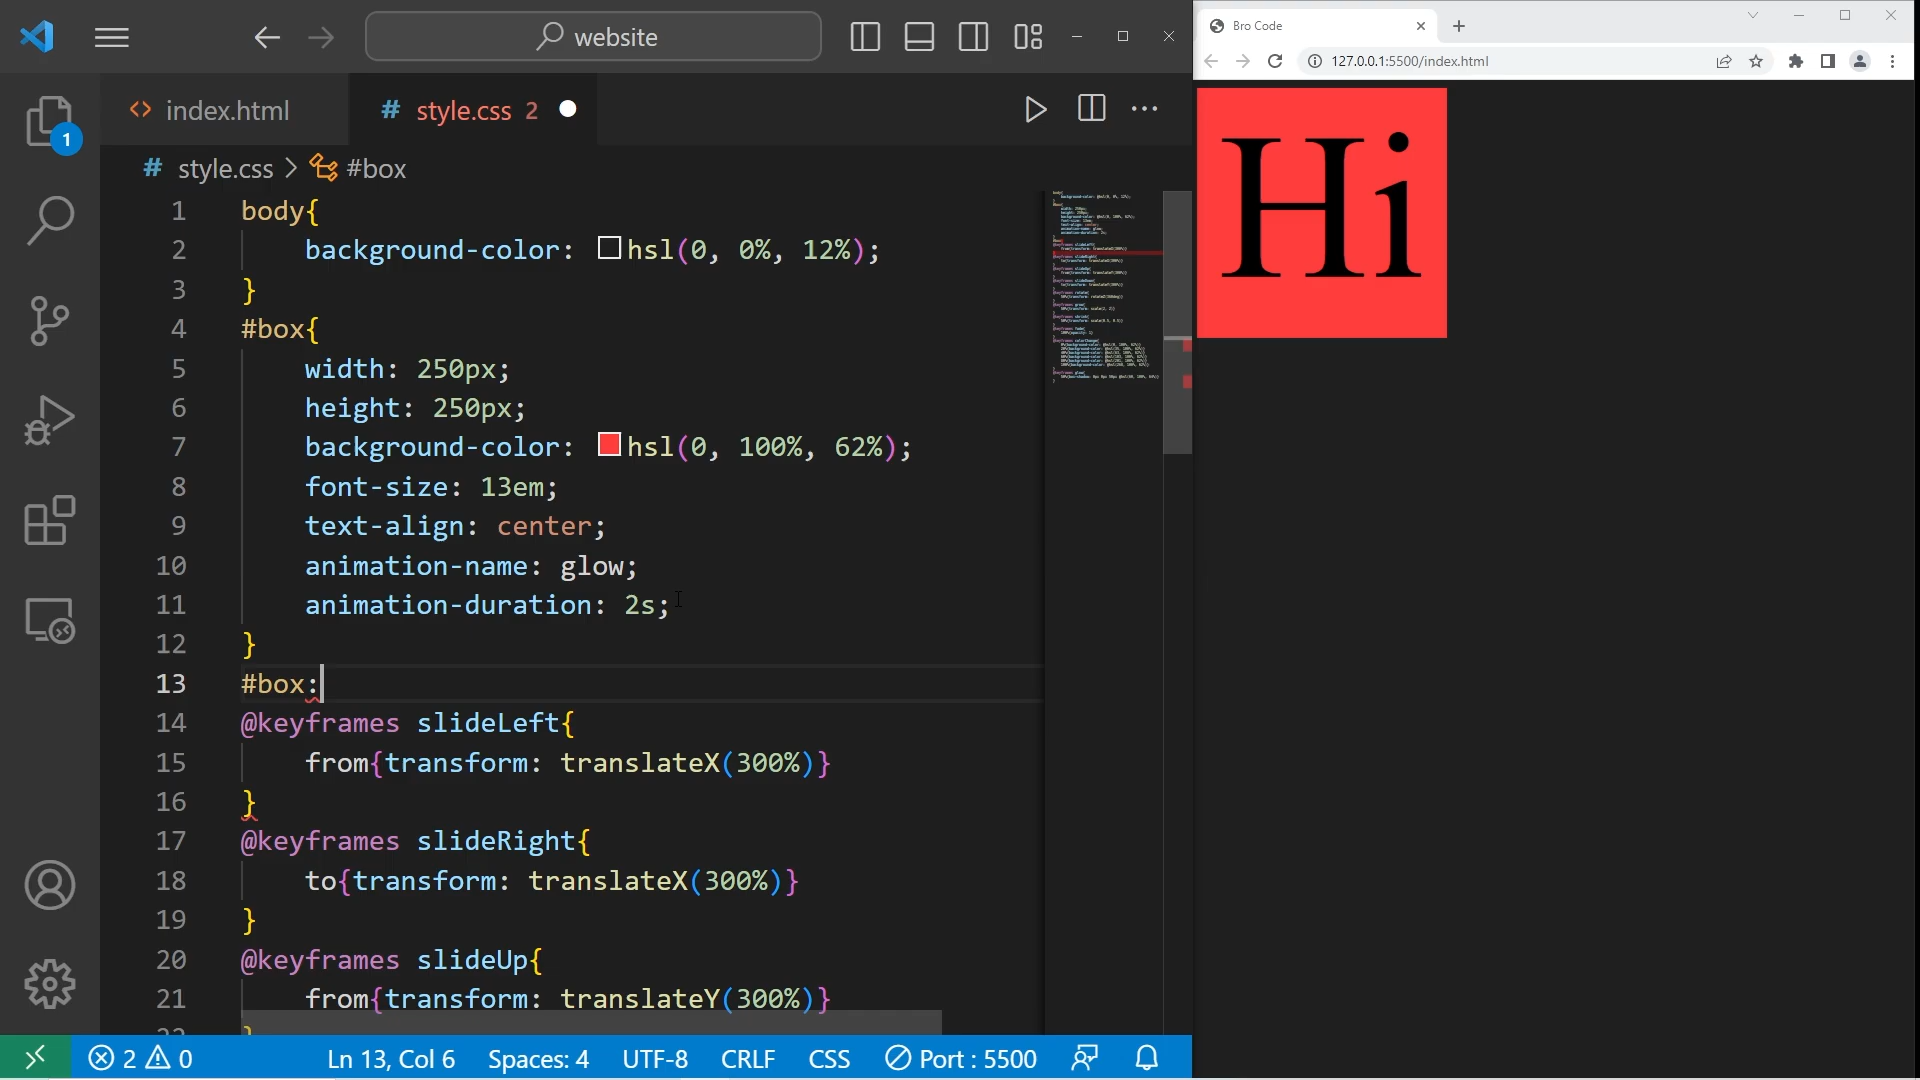 website
Bro Code
127.0.0.1:5500/index.html
index.html
# style.css 2
1
# style.css > #box
1 body{
2 background-color: hsl(0, 0%, 12%);
3 }
4 #box{
5 width: 250px;
6 height: 250px;
7 background-color: hsl(0, 100%, 62%);
8 font-size: 13em;
9 text-align: center;
10 animation-name: glow;
11 animation-duration: 2s;
12 }
13 #box:
14 @keyframes slideLeft{
15 from{transform: translateX(300%)}
16 }
17 @keyframes slideRight{
18 to{transform: translateX(300%)}
19 }
20 @keyframes slideUp{
21 from{transform: translateY(300%)}
Hi
2 0
Ln 13, Col 6 Spaces: 4 UTF-8 CRLF CSS Port : 5500